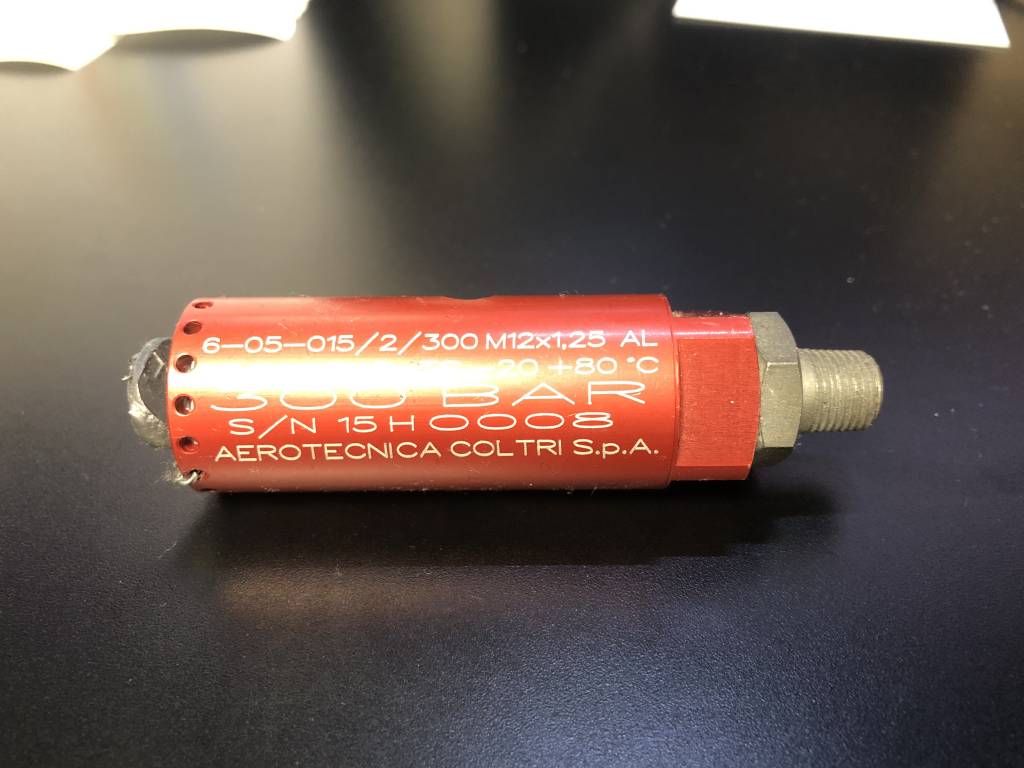 6-05-015/2/300 M12x1,25 AL
-20 +80 °C
300 BAR
S/N 15 H 0008
AEROTECNICA COLTRI S.p.A.